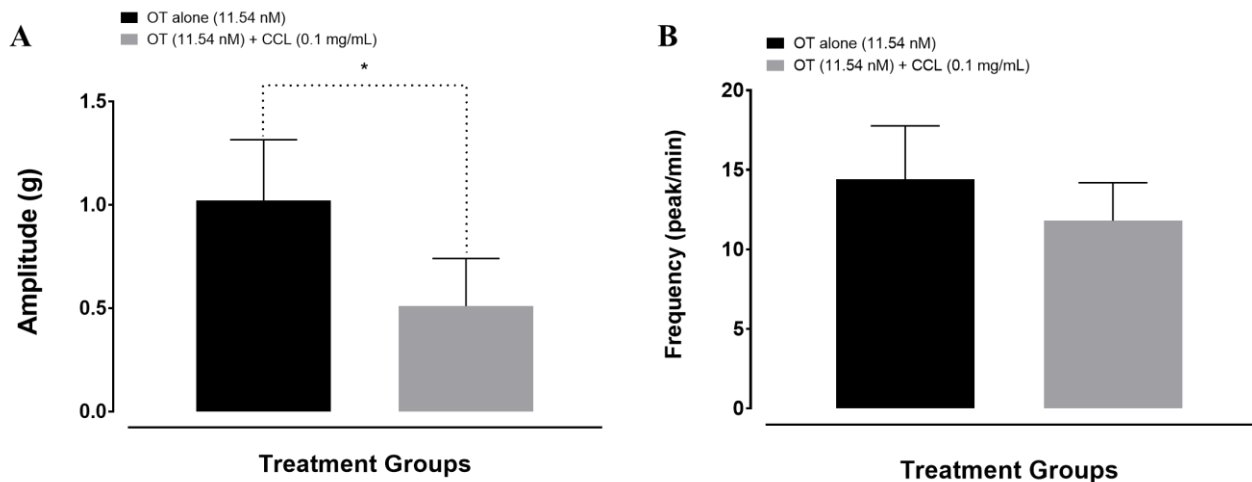 A
OT alone (11.54 nM)
OT (11.54 nM) + CCL (0.1 mg/mL)
*
1.5
1.0
0.5
0.0
Amplitude (g)
Treatment Groups
B
OT alone (11.54 nM)
OT (11.54 nM) + CCL (0.1 mg/mL)
20
15
10
5
0
Frequency (peak/min)
Treatment Groups